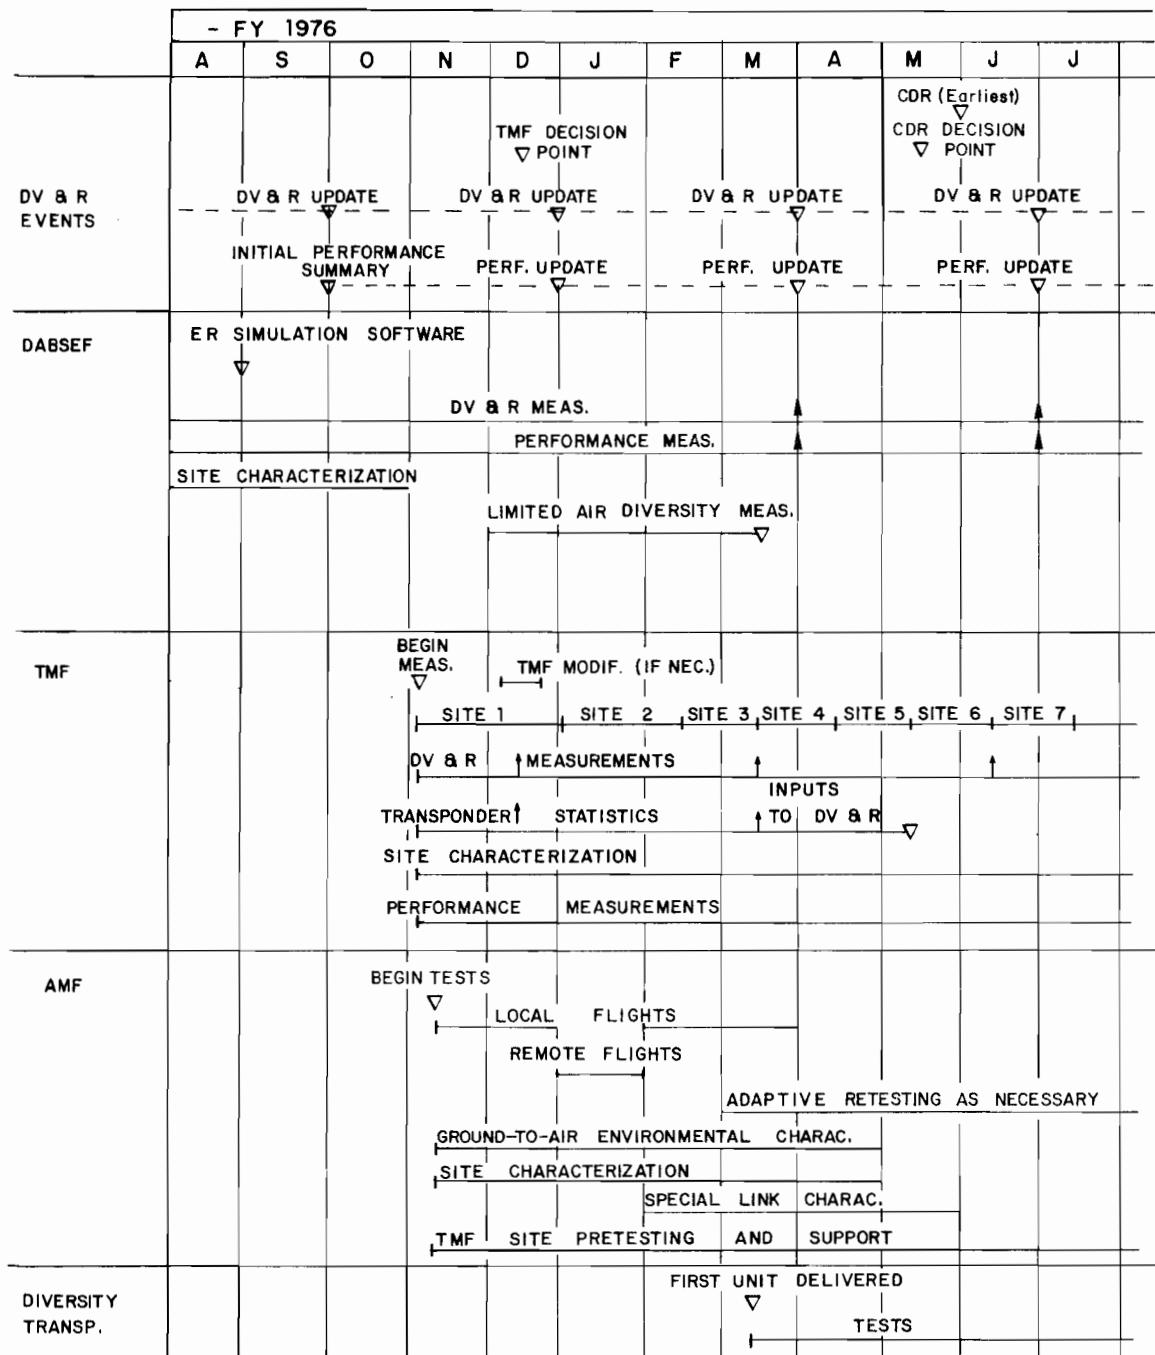 - FY 1976
A S O N D J F M A M J J
CDR (Earliest)
TMF DECISION
POINT
CDR DECISION
POINT
DV & R
EVENTS
DV & R UPDATE DV & R UPDATE DV & R UPDATE DV & R UPDATE
INITIAL PERFORMANCE
SUMMARY
PERF. UPDATE PERF. UPDATE PERF. UPDATE
DABSEF
ER SIMULATION SOFTWARE
DV & R MEAS.
PERFORMANCE MEAS.
SITE CHARACTERIZATION
LIMITED AIR DIVERSITY MEAS.
TMF
BEGIN
MEAS.
TMF MODIF. (IF NEC.)
SITE 1 SITE 2 SITE 3 SITE 4 SITE 5 SITE 6 SITE 7
DV & R MEASUREMENTS
INPUTS
TO DV & R
TRANSPONDER STATISTICS
SITE CHARACTERIZATION
PERFORMANCE MEASUREMENTS
AMF
BEGIN TESTS
LOCAL FLIGHTS
REMOTE FLIGHTS
ADAPTIVE RETESTING AS NECESSARY
GROUND-TO-AIR ENVIRONMENTAL CHARAC.
SITE CHARACTERIZATION
SPECIAL LINK CHARAC.
TMF SITE PRETESTING AND SUPPORT
DIVERSITY
TRANSP.
FIRST UNIT DELIVERED
TESTS